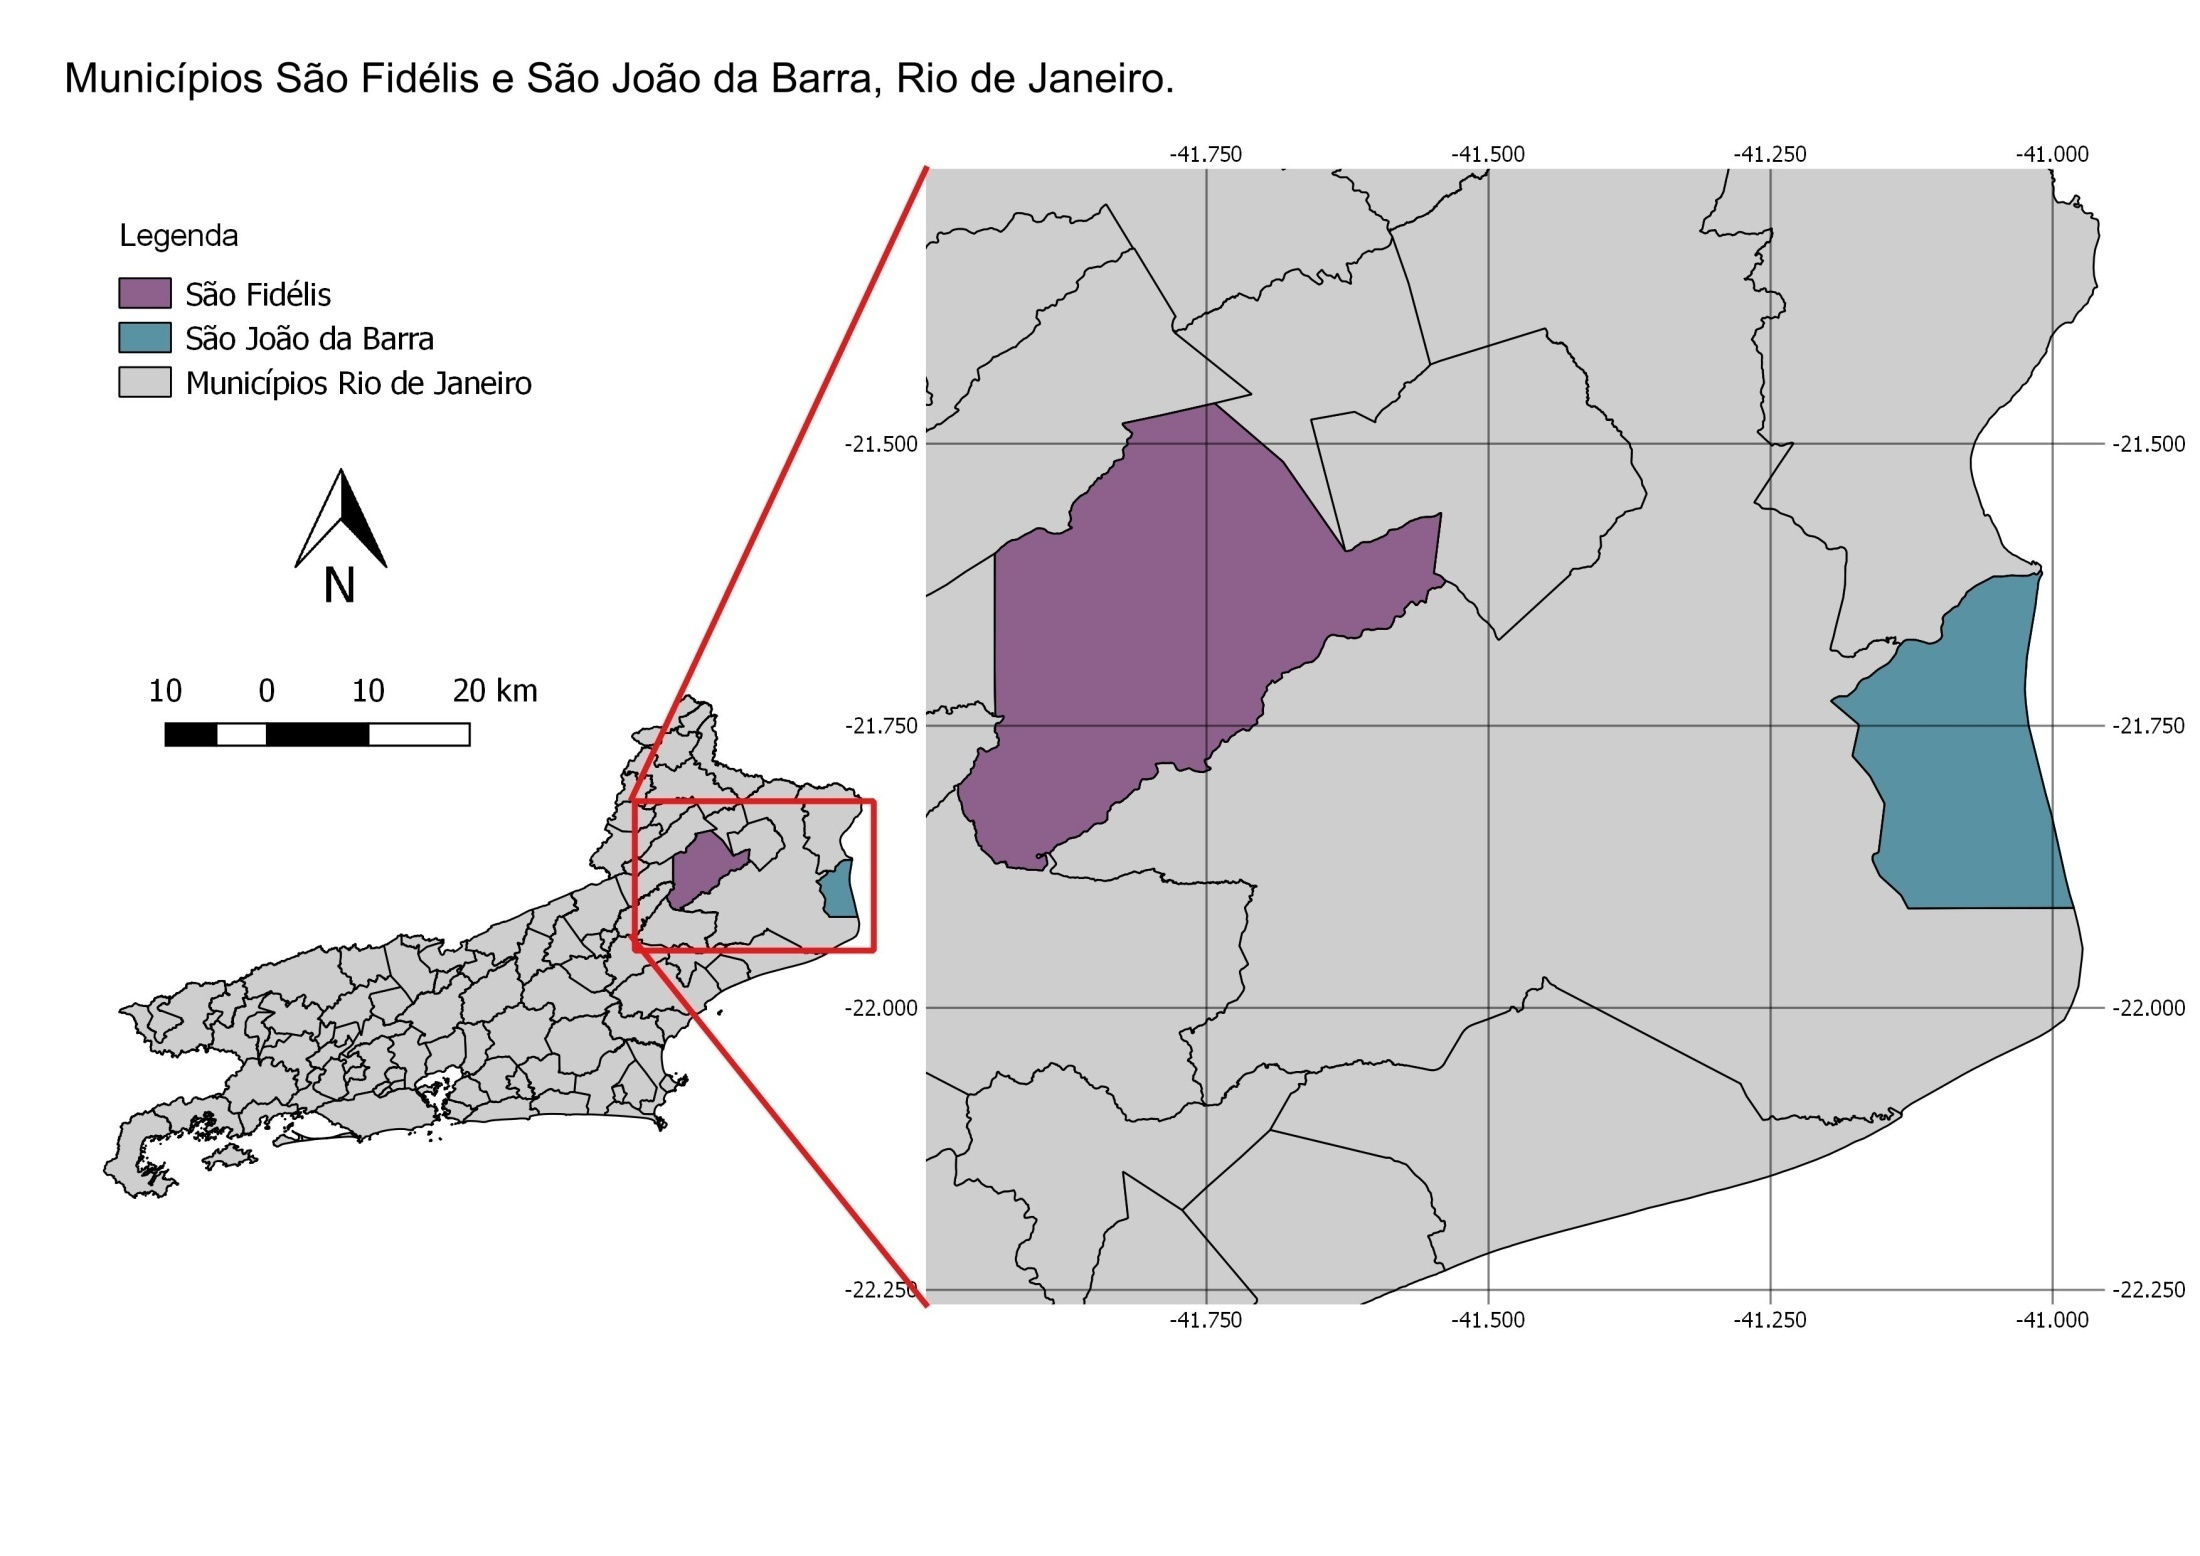 Municípios São Fidélis e São João da Barra, Rio de Janeiro.
Legenda
São Fidélis
São João da Barra
Municípios Rio de Janeiro
N
10 0 10 20 km
-41.750 -41.500 -41.250 -41.000
-21.500 -21.500
-21.750 -21.750
-22.000 -22.000
-22.250 -22.250
-41.750 -41.500 -41.250 -41.000